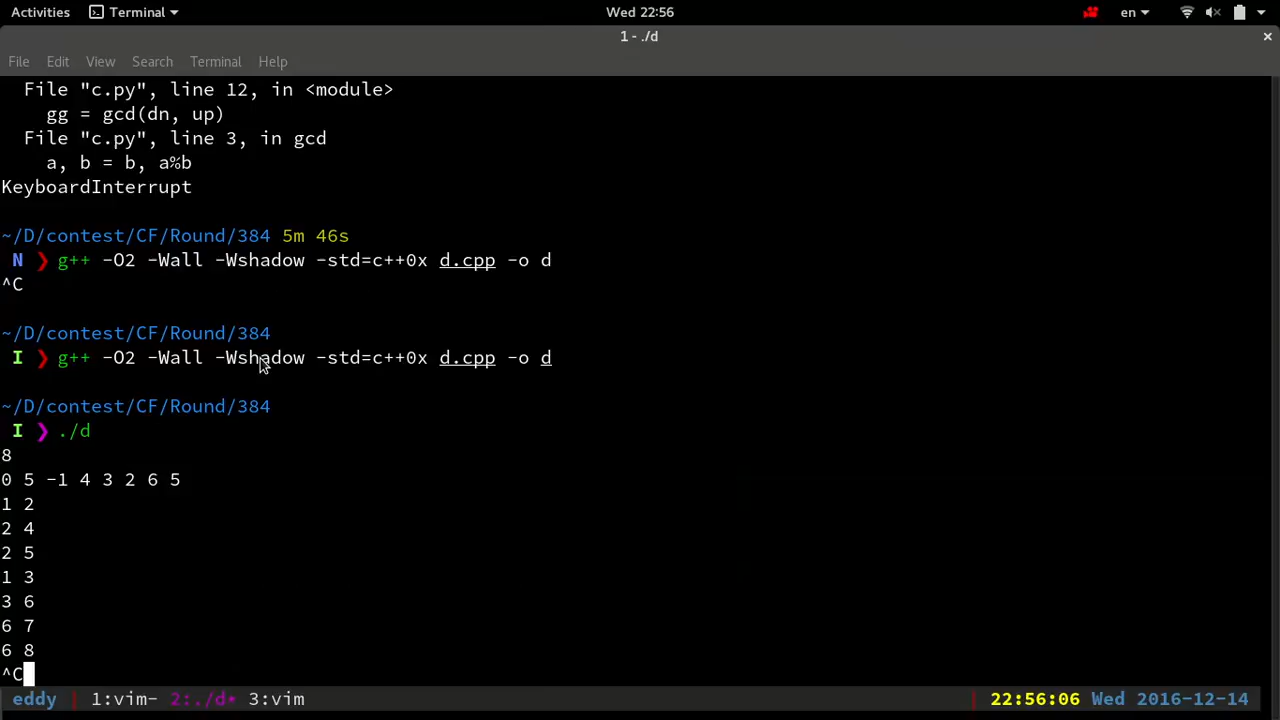 Activities Terminal Wed 22:56 en
1 - ./d ×
File Edit View Search Terminal Help
File "c.py", line 12, in <module>
gg = gcd(dn, up)
File "c.py", line 3, in gcd
a, b = b, a%b
KeyboardInterrupt
~/D/contest/CF/Round/384 5m 46s
N ❯ g++ -O2 -Wall -Wshadow -std=c++0x d.cpp -o d
^C
~/D/contest/CF/Round/384
I ❯ g++ -O2 -Wall -Wshadow -std=c++0x d.cpp -o d
~/D/contest/CF/Round/384
I ❯ ./d
8
0 5 -1 4 3 2 6 5
1 2
2 4
2 5
1 3
3 6
6 7
6 8
^C
eddy 1:vim- 2:./d* 3:vim 22:56:06 Wed 2016-12-14